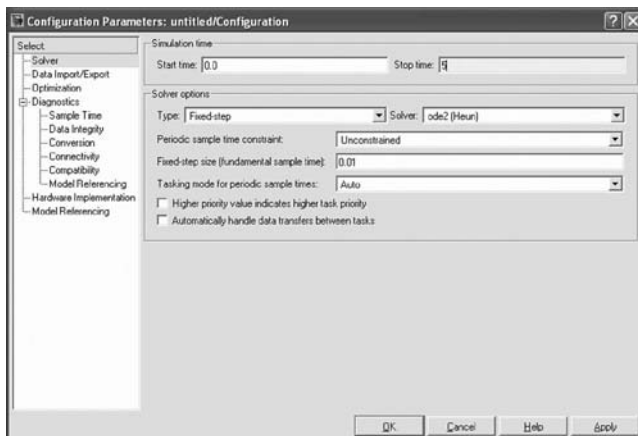 Configuration Parameters: untitled/Configuration
Select
Solver
Data Import/Export
Optimization
Diagnostics
Sample Time
Data Integrity
Conversion
Connectivity
Compatibility
Model Referencing
Hardware Implementation
Model Referencing
Simulation time
Start time: 0.0 Stop time: 5
Solver options
Type: Fixed-step Solver: ode2 (Heun)
Periodic sample time constraint: Unconstrained
Fixed-step size (fundamental sample time): 0.01
Tasking mode for periodic sample times: Auto
Higher priority value indicates higher task priority
Automatically handle data transfers between tasks
OK Cancel Help Apply